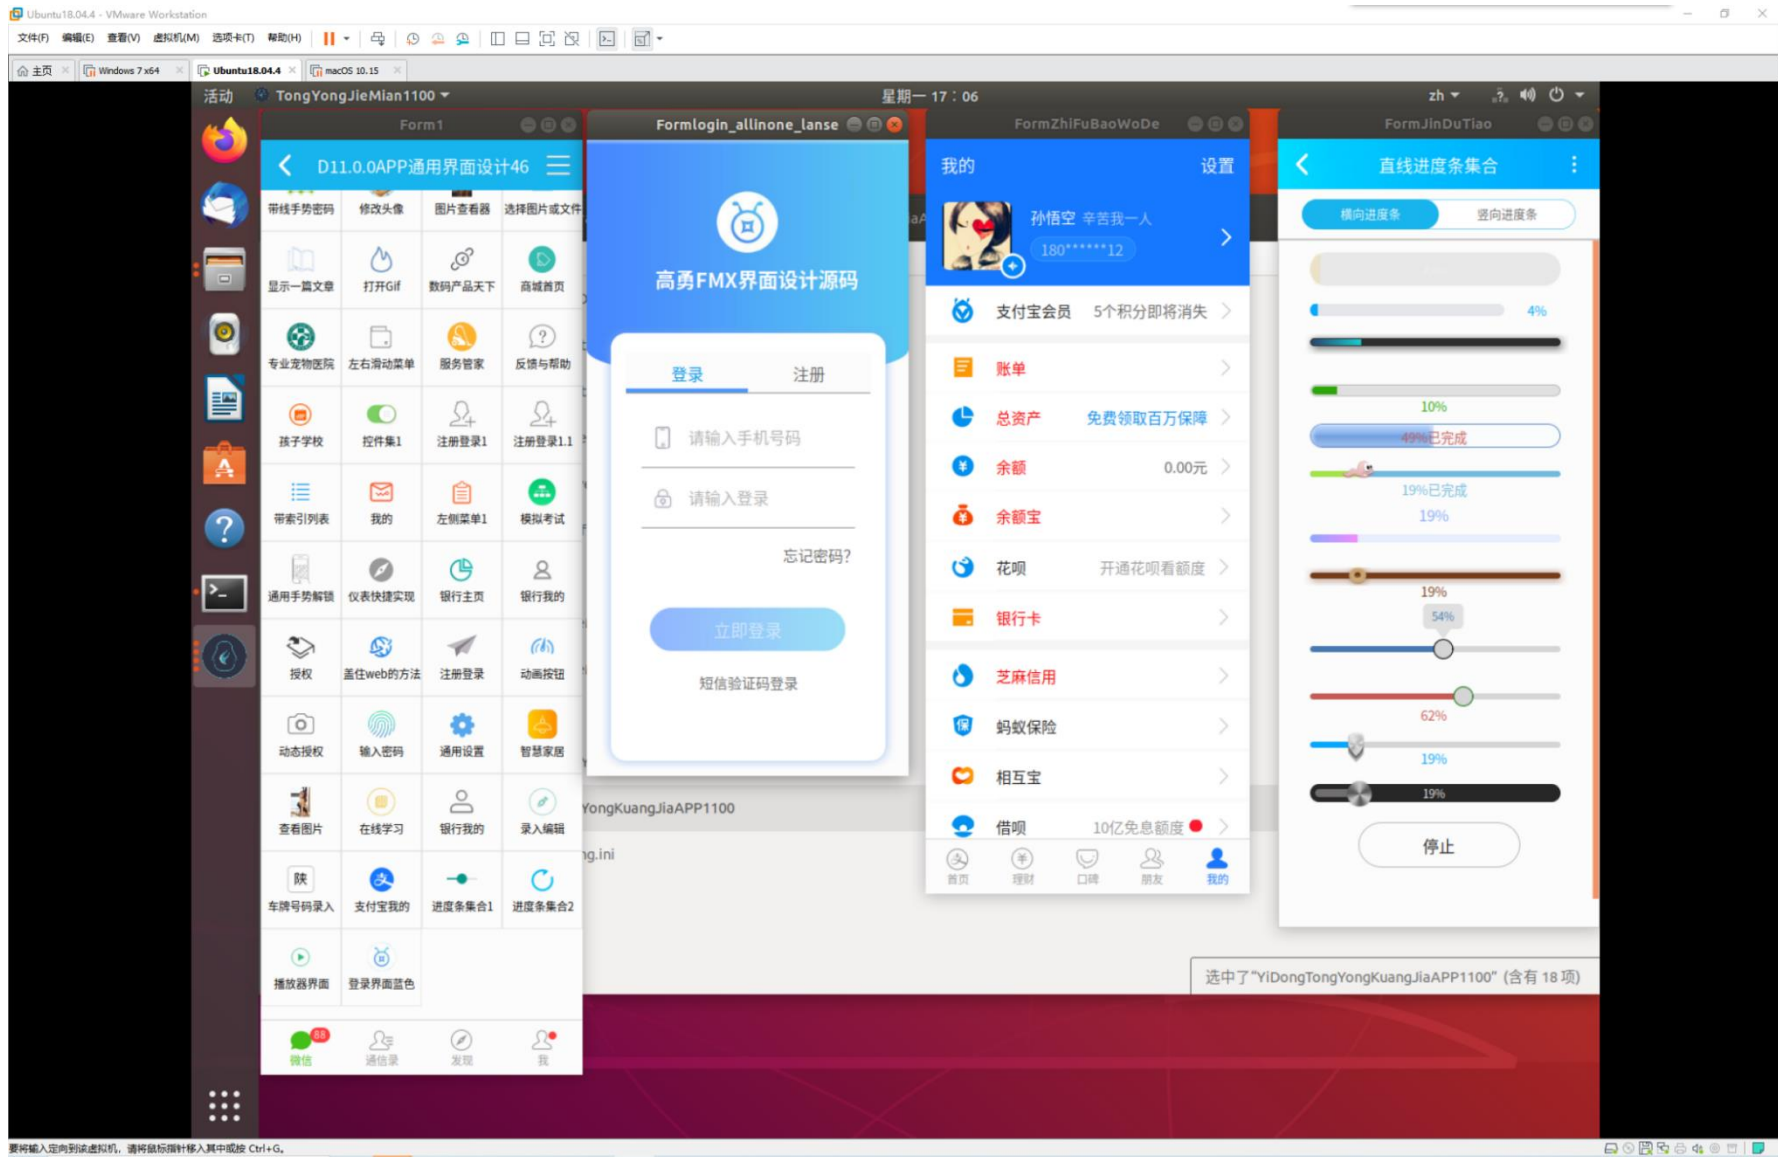 Ubuntu18.04.4 - VMware Workstation
文件(F) 编辑(E) 查看(V) 虚拟机(M) 选项卡(T) 帮助(H)
主页 Windows 7 x64 Ubuntu18.04.4 macOS 10.15
活动 TongYongJieMian1100 星期一 17：06 zh
Form1
D11.0.0APP通用界面设计46
带线手势密码 修改头像 图片查看器 选择图片或文件
显示一篇文章 打开Gif 数码产品天下 商城首页
专业宠物医院 左右滑动菜单 服务管家 反馈与帮助
孩子学校 控件集1 注册登录1 注册登录1.1
带索引列表 我的 左侧菜单1 模拟考试
通用手势解锁 仪表快捷实现 银行主页 银行我的
授权 盖住web的方法 注册登录 动画按钮
动态授权 输入密码 通用设置 智慧家居
查看图片 在线学习 银行我的 录入编辑
陕
车牌号码录入 支付宝我的 进度条集合1 进度条集合2
播放器界面 登录界面蓝色
88
微信 通信录 发现 我
Formlogin_allinone_lanse
高勇FMX界面设计源码
登录 注册
请输入手机号码
请输入登录
忘记密码?
立即登录
短信验证码登录
YongKuangJiaAPP1100
ng.ini
FormZhiFuBaoWoDe
我的 设置
孙悟空 辛苦我一人
180******12
支付宝会员 5个积分即将消失
账单
总资产 免费领取百万保障
余额 0.00元
余额宝
花呗 开通花呗看额度
银行卡
芝麻信用
蚂蚁保险
相互宝
借呗 10亿免息额度
首页 理财 口碑 朋友 我的
FormJinDuTiao
直线进度条集合
横向进度条 竖向进度条
4%
10%
49%已完成
19%已完成
19%
19%
54%
62%
19%
19%
停止
选中了"YiDongTongYongKuangJiaAPP1100" (含有 18 项)
要将输入定向到该虚拟机，请将鼠标指针移入其中或按 Ctrl+G。